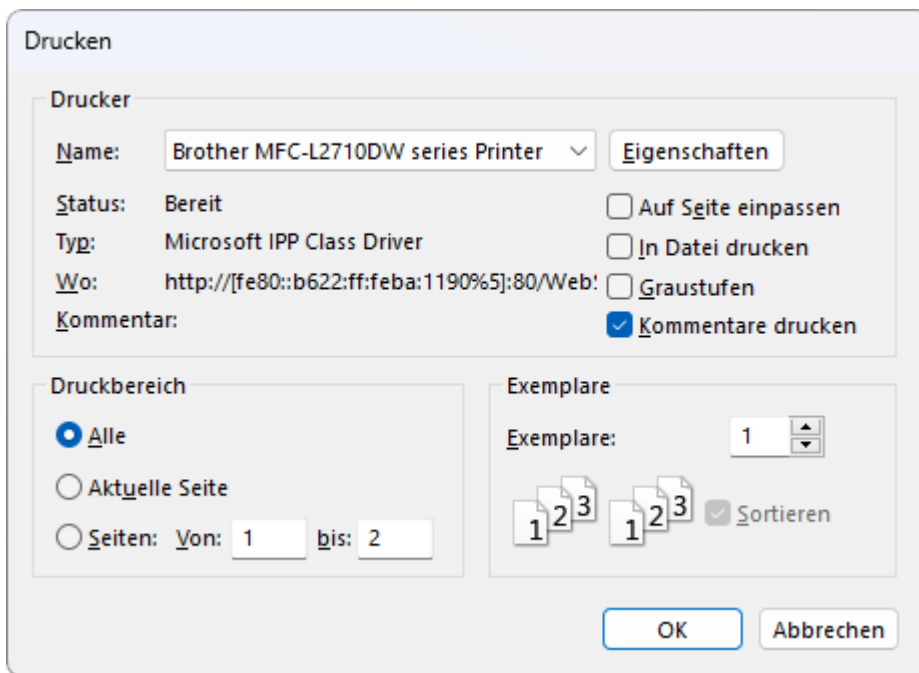 Drucken
Drucker
Name: Brother MFC-L2710DW series Printer Eigenschaften
Status: Bereit
Auf Seite einpassen
Typ: Microsoft IPP Class Driver
In Datei drucken
Wo: http://[fe80::b622:ff:feba:1190%5]:80/WebS
Graustufen
Kommentar:
Kommentare drucken
Druckbereich
Alle
Aktuelle Seite
Seiten: Von: 1 bis: 2
Exemplare
Exemplare: 1
1 2 3 1 2 3 Sortieren
OK Abbrechen